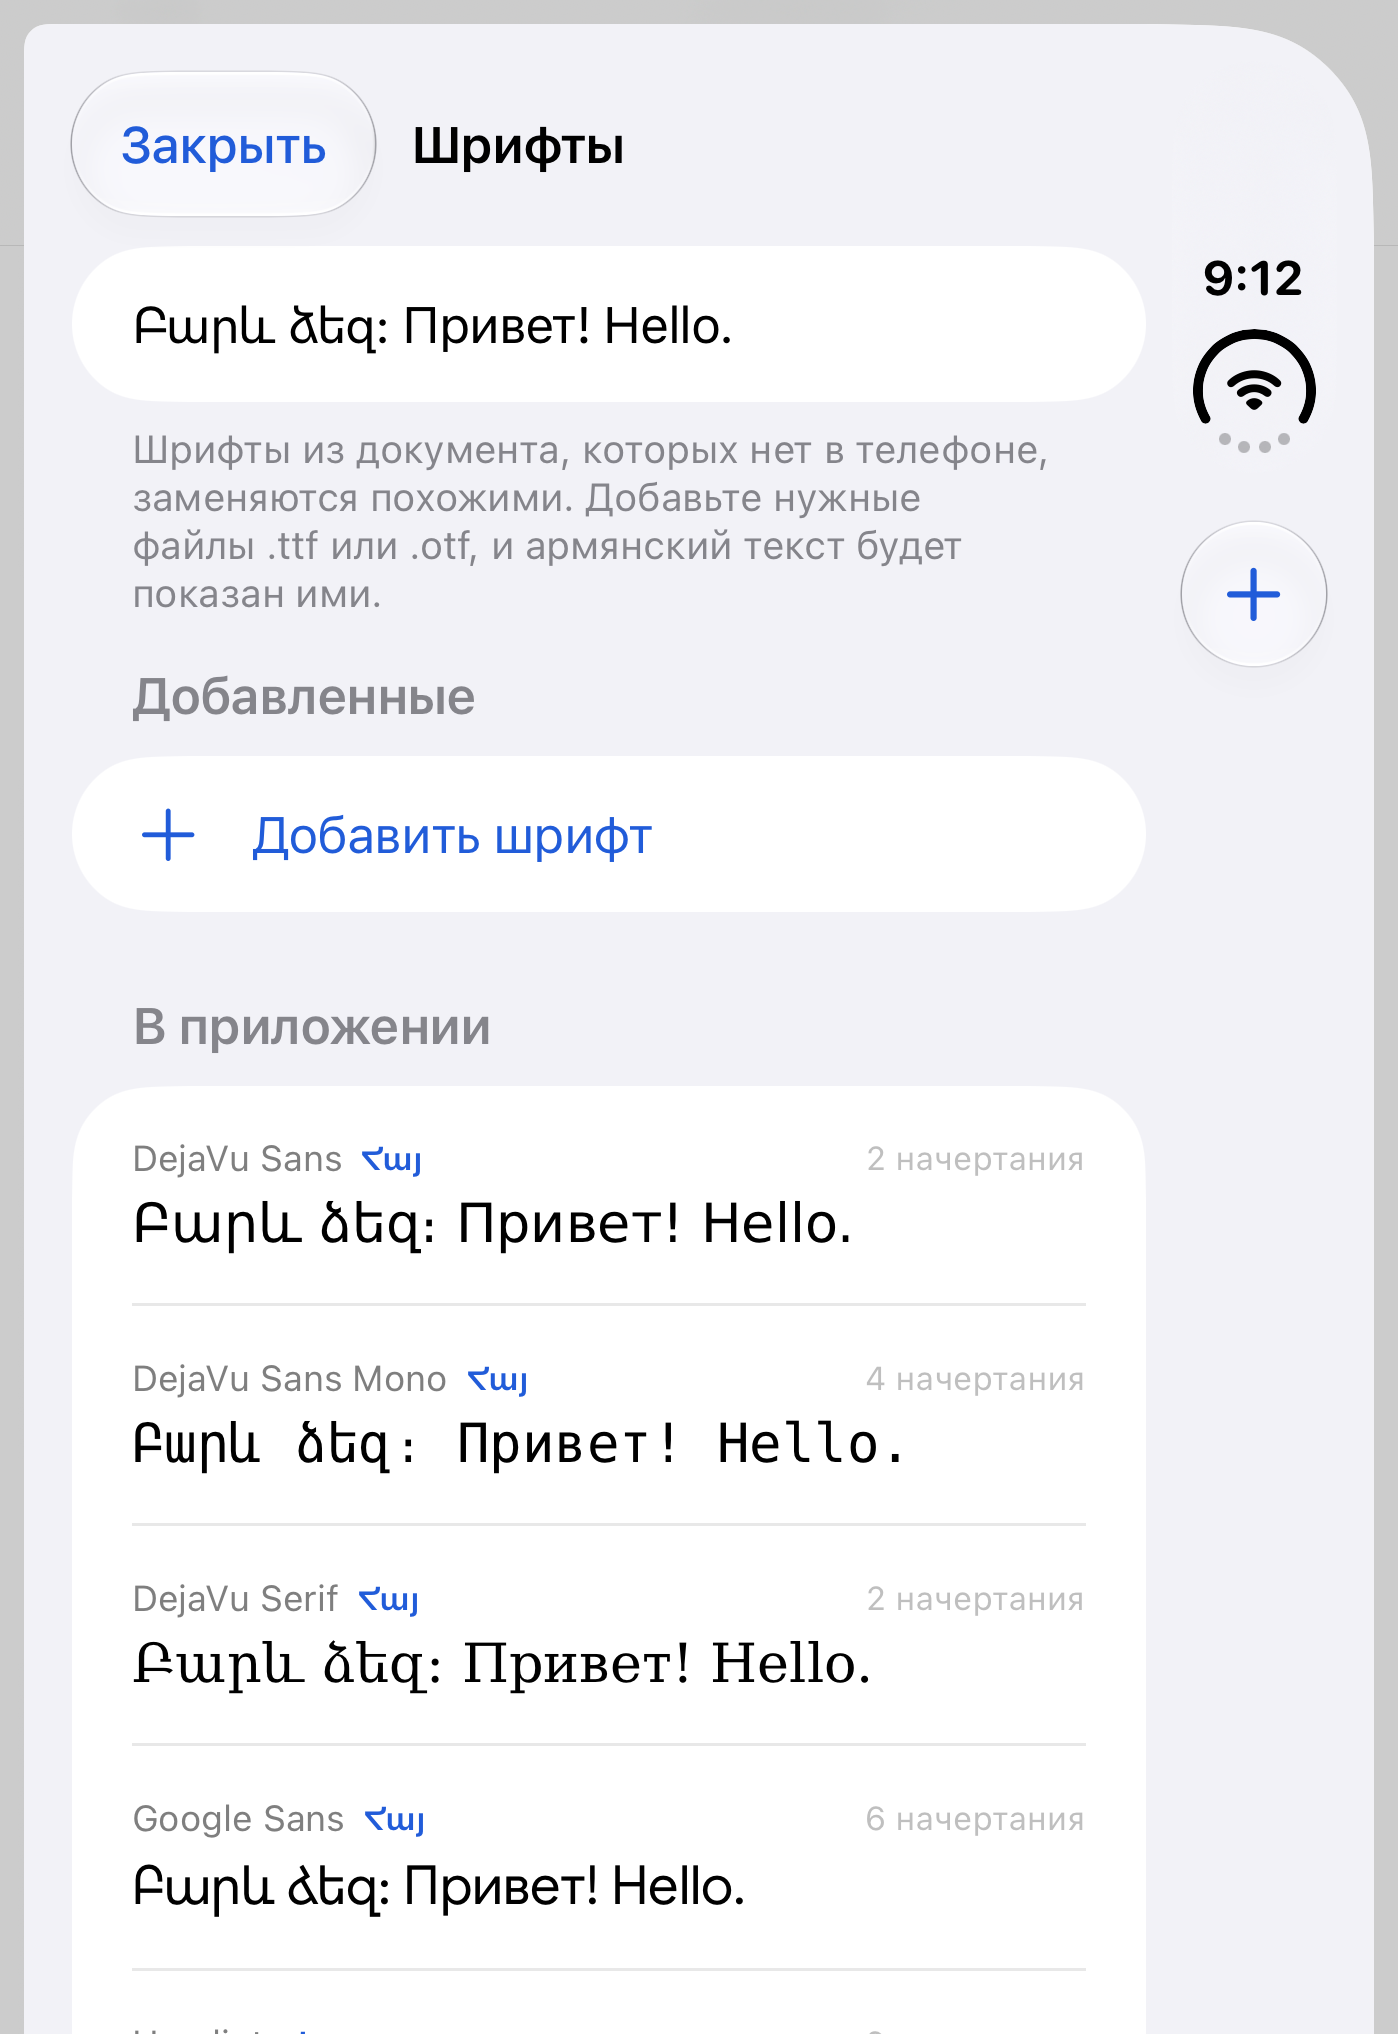 Закрыть Шрифты
9:12
Բարև ձեզ: Привет! Hello.
Шрифты из документа, которых нет в телефоне,
заменяются похожими. Добавьте нужные
файлы .ttf или .otf, и армянский текст будет
показан ими.
Добавленные
Добавить шрифт
В приложении
DejaVu Sans Հայ 2 начертания
Բարև ձեզ: Привет! Hello.
DejaVu Sans Mono Հայ 4 начертания
Բարև ձեզ: Привет! Hello.
DejaVu Serif Հայ 2 начертания
Բարև ձեզ: Привет! Hello.
Google Sans Հայ 6 начертания
Բարև ձեզ: Привет! Hello.